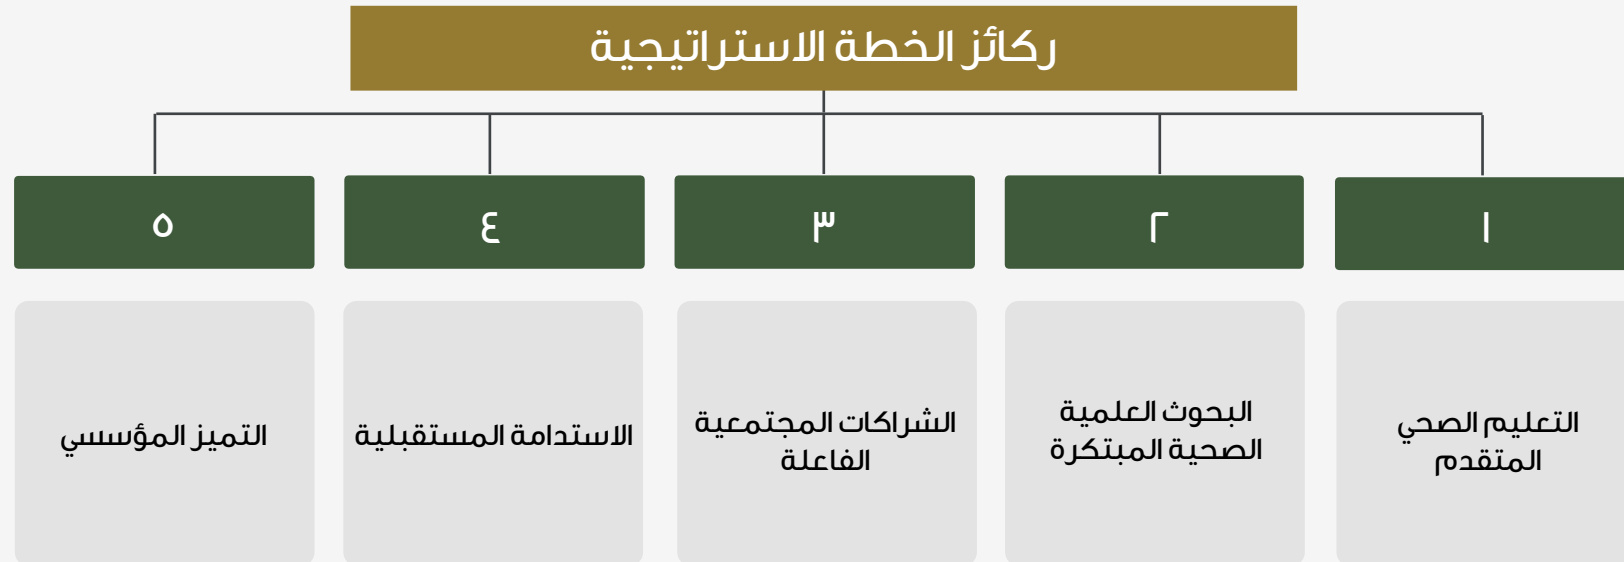 ركائز الخطة الاستراتيجية
١
٢
٣
٤
٥
التعليم الصحي
المتقدم
البحوث العلمية
الصحية المبتكرة
الشراكات المجتمعية
الفاعلة
الاستدامة المستقبلية
التميز المؤسسي